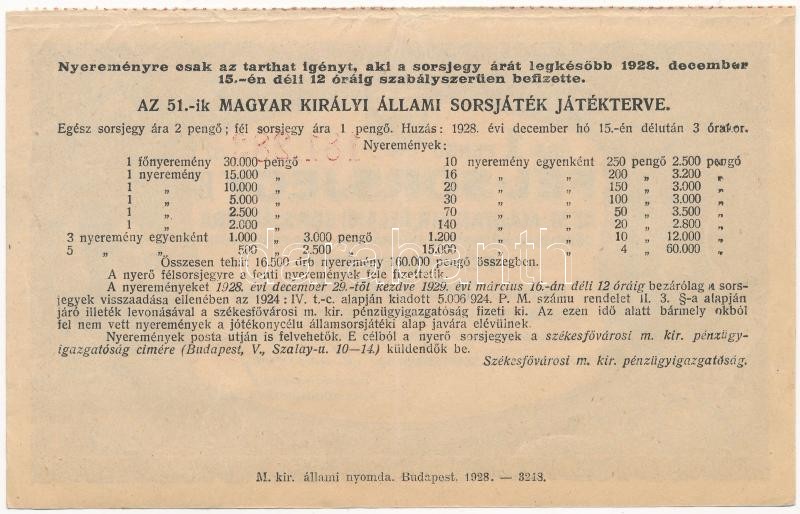 Nyereményre csak az tarthat igényt, aki a sorsjegy árát legkésőbb 1928. december
15.-én déli 12 óráig szabályszerüen befizette.
AZ 51.-ik MAGYAR KIRÁLYI ÁLLAMI SORSJÁTÉK JÁTÉKTERVE.
Egész sorsjegy ára 2 pengő; fél sorsjegy ára 1 pengő. Huzás: 1928. évi december hó 15.-én délután 3 órakor.
Nyeremények:
1 főnyeremény 30.000 pengő 10 nyeremény egyenként 250 pengő 2.500 pengő
1 nyeremény 15.000 „ 16 „ „ 200 „ 3.200 „
1 „ 10.000 „ 20 „ „ 150 „ 3.000 „
1 „ 5.000 „ 30 „ „ 100 „ 3.000 „
1 „ 2.500 „ 70 „ „ 50 „ 3.500 „
1 „ 2.000 „ 140 „ „ 20 „ 2.800 „
3 nyeremény egyenként 1.000 „ 3.000 pengő 1.200 „ „ 10 „ 12.000 „
5 „ „ 500 „ 2.500 „ 15.000 „ „ 4 „ 60.000 „
Összesen tehát 16.500 drb nyeremény 160.000 pengő összegben.
A nyerő félsorsjegyre a fenti nyeremények fele fizettetik.
A nyereményeket 1928. évi december 29.-től kezdve 1929. évi március 16.-án déli 12 óráig bezárólag a sors-
jegyek visszaadása ellenében az 1924 : IV. t.-c. alapján kiadott 5.006/924. P. M. számu rendelet II. 3. §-a alapján
járó illeték levonásával a székesfővárosi m. kir. pénzügyigazgatóság fizeti ki. Az ezen idő alatt bármely okból
fel nem vett nyeremények a jótékonycélu államsorsjátéki alap javára elévülnek.
Nyeremények posta utján is felvehetők. E célból a nyerő sorsjegyek a székesfővárosi m. kir. pénzügy-
igazgatóság cimére (Budapest, V., Szalay-u. 10—14.) küldendők be.
Székesfővárosi m. kir. pénzügyigazgatóság.
M. kir. állami nyomda. Budapest. 1928. — 3248.
darabanth